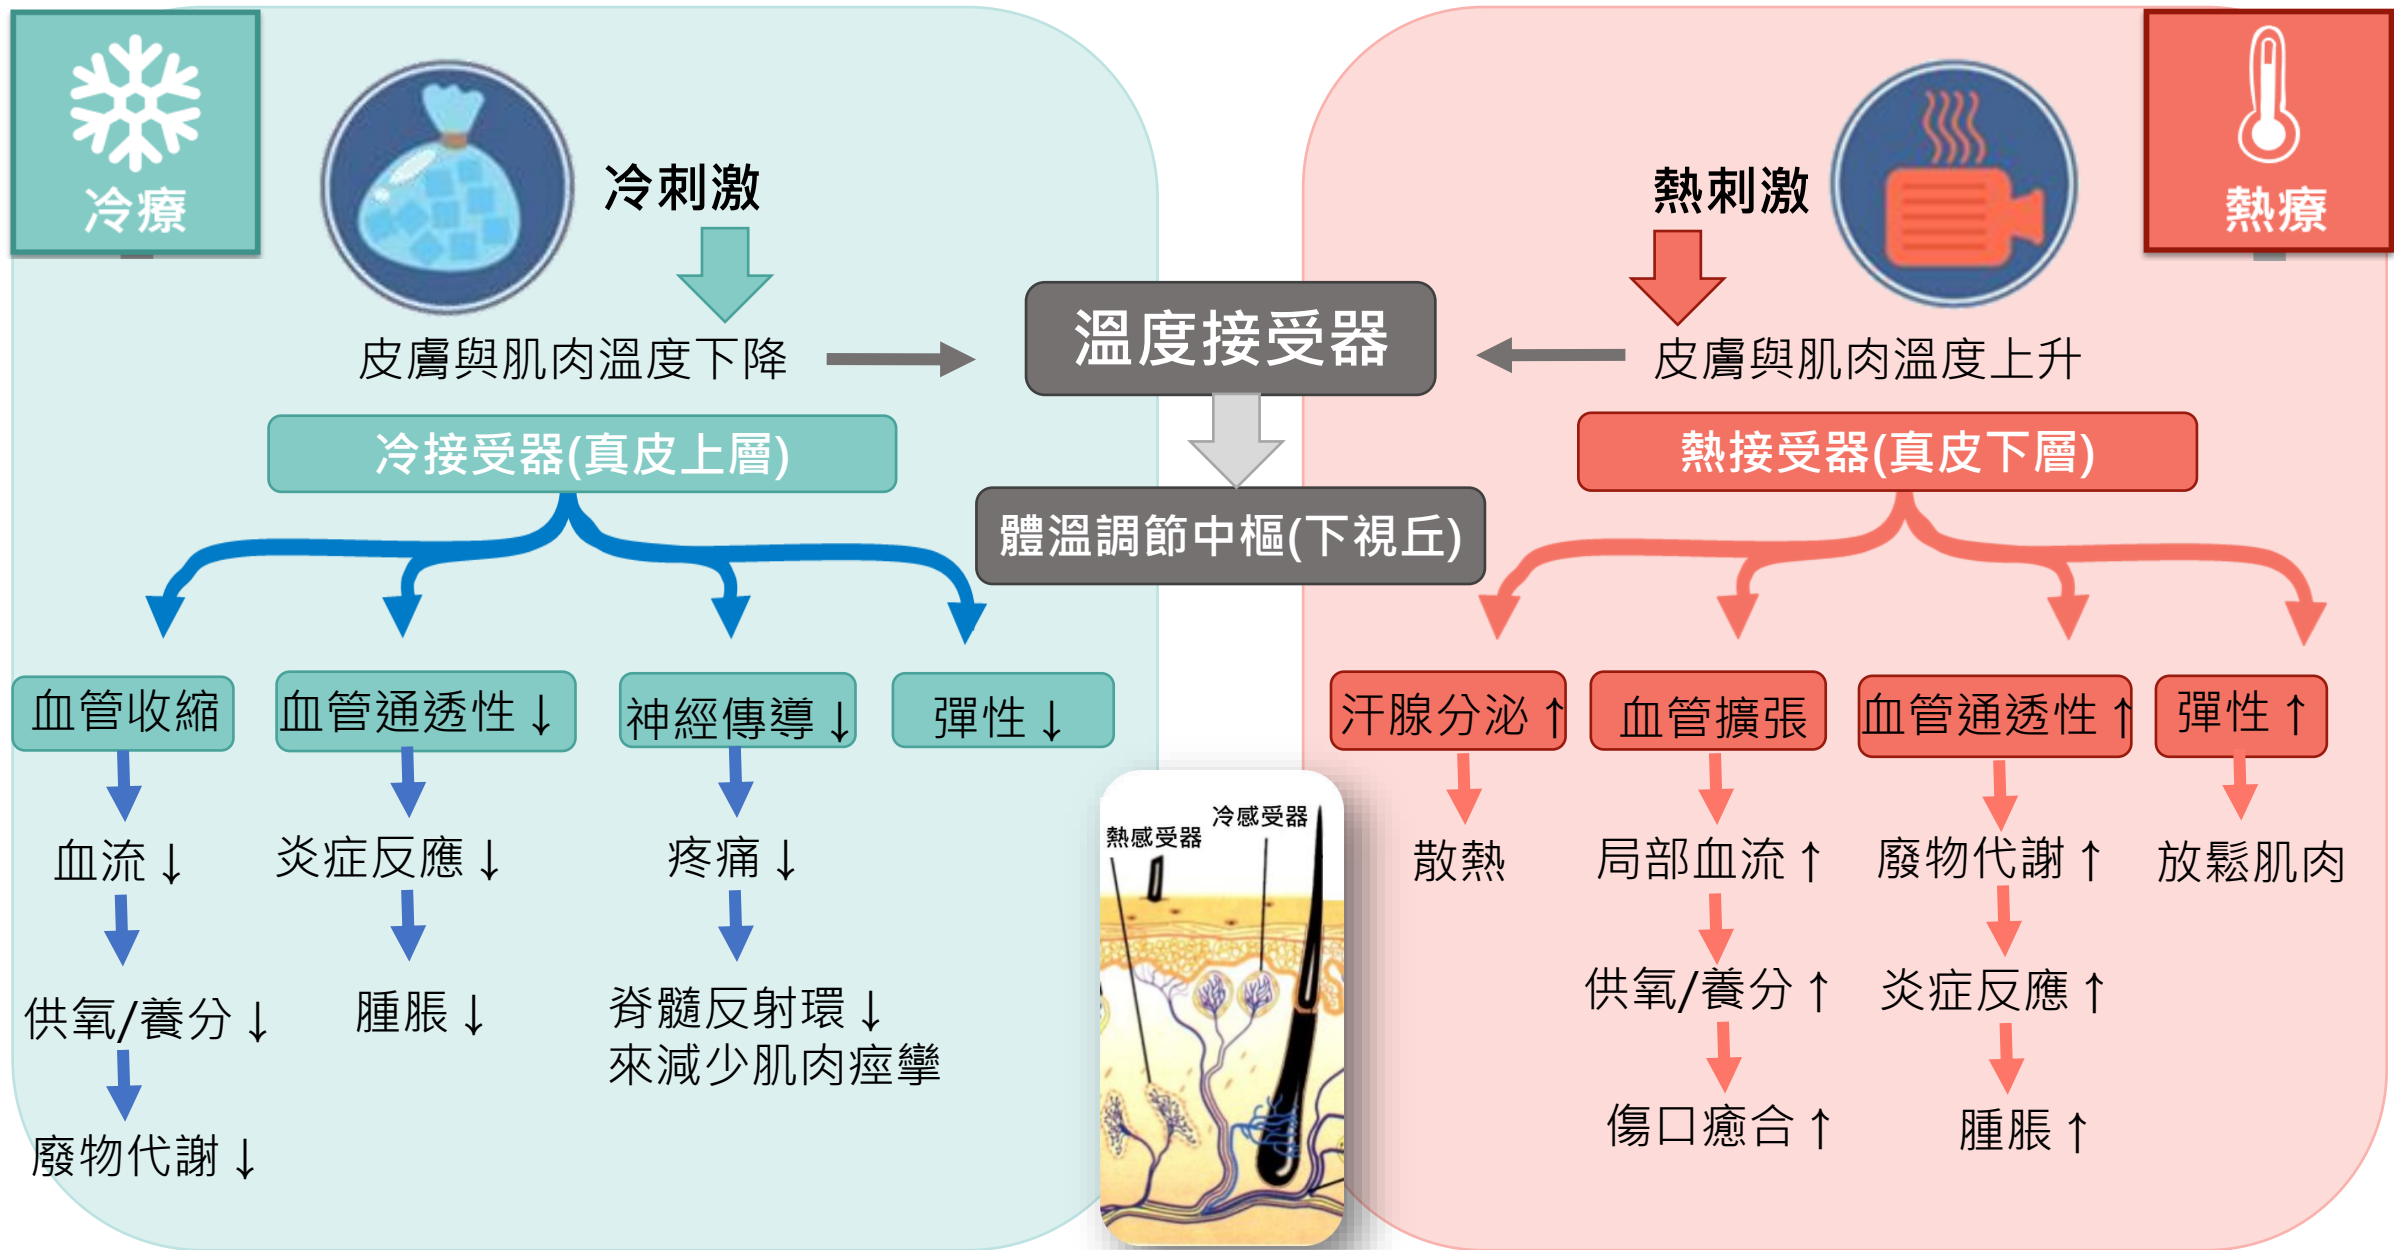 冷療
冷刺激
皮膚與肌肉溫度下降
熱刺激
熱療
皮膚與肌肉溫度上升
溫度接受器
體溫調節中樞(下視丘)
冷接受器(真皮上層)
熱接受器(真皮下層)
血管收縮
血流↓
供氧/養分↓
廢物代謝↓
血管通透性↓
炎症反應↓
腫脹↓
神經傳導↓
疼痛↓
脊髓反射環↓
來減少肌肉痙攣
彈性↓
熱感受器
冷感受器
汗腺分泌↑
散熱
血管擴張
局部血流↑
供氧/養分↑
傷口癒合↑
血管通透性↑
廢物代謝↑
炎症反應↑
腫脹↑
彈性↑
放鬆肌肉